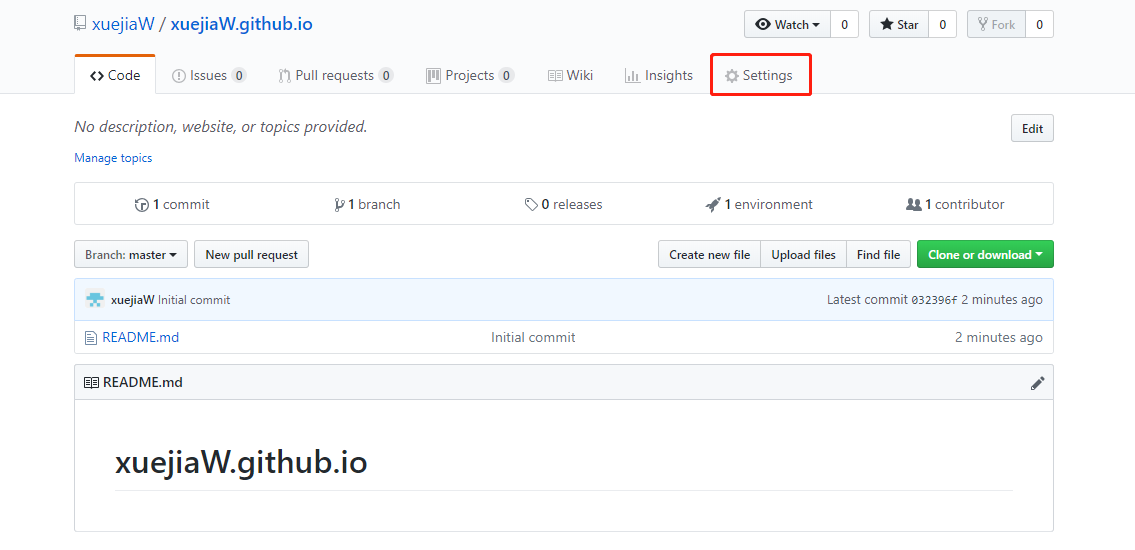 xuejiaW / xuejiaW.github.io
Watch 0 Star 0 Fork 0
Code Issues 0 Pull requests 0 Projects 0 Wiki Insights Settings
No description, website, or topics provided.
Edit
Manage topics
1 commit 1 branch 0 releases 1 environment 1 contributor
Branch: master New pull request Create new file Upload files Find file Clone or download
xuejiaW Initial commit Latest commit 032396f 2 minutes ago
README.md Initial commit 2 minutes ago
README.md
xuejiaW.github.io